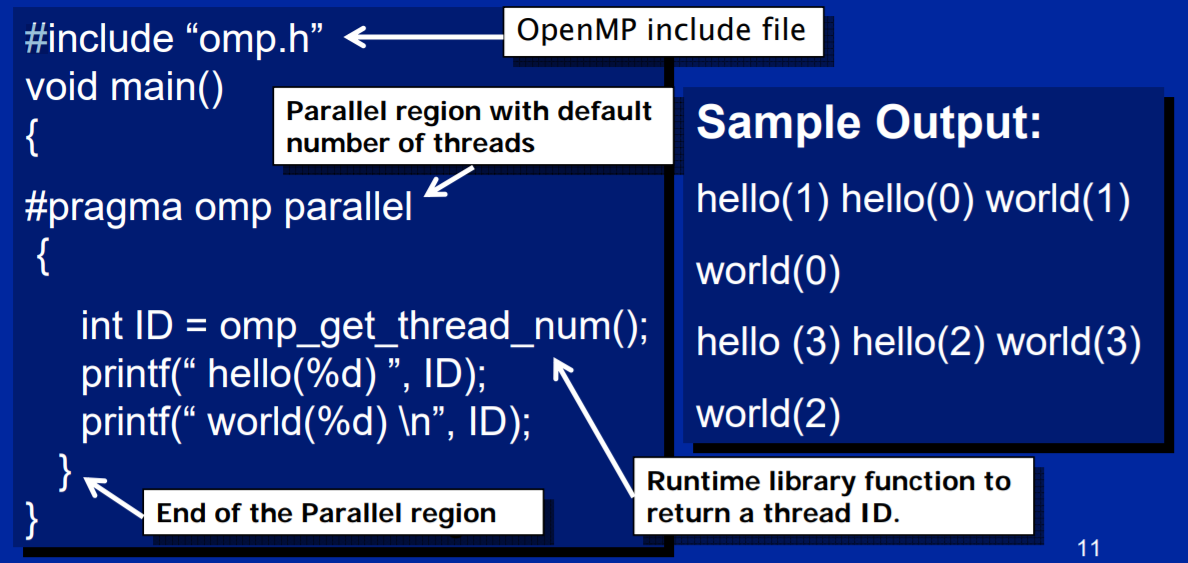 #include “omp.h”
OpenMP include file
void main()
{
Parallel region with default
number of threads
#pragma omp parallel
{
int ID = omp_get_thread_num();
printf(“ hello(%d) ”, ID);
printf(“ world(%d) \n”, ID);
}
End of the Parallel region
}
Runtime library function to
return a thread ID.
Sample Output:
hello(1) hello(0) world(1)
world(0)
hello (3) hello(2) world(3)
world(2)
11